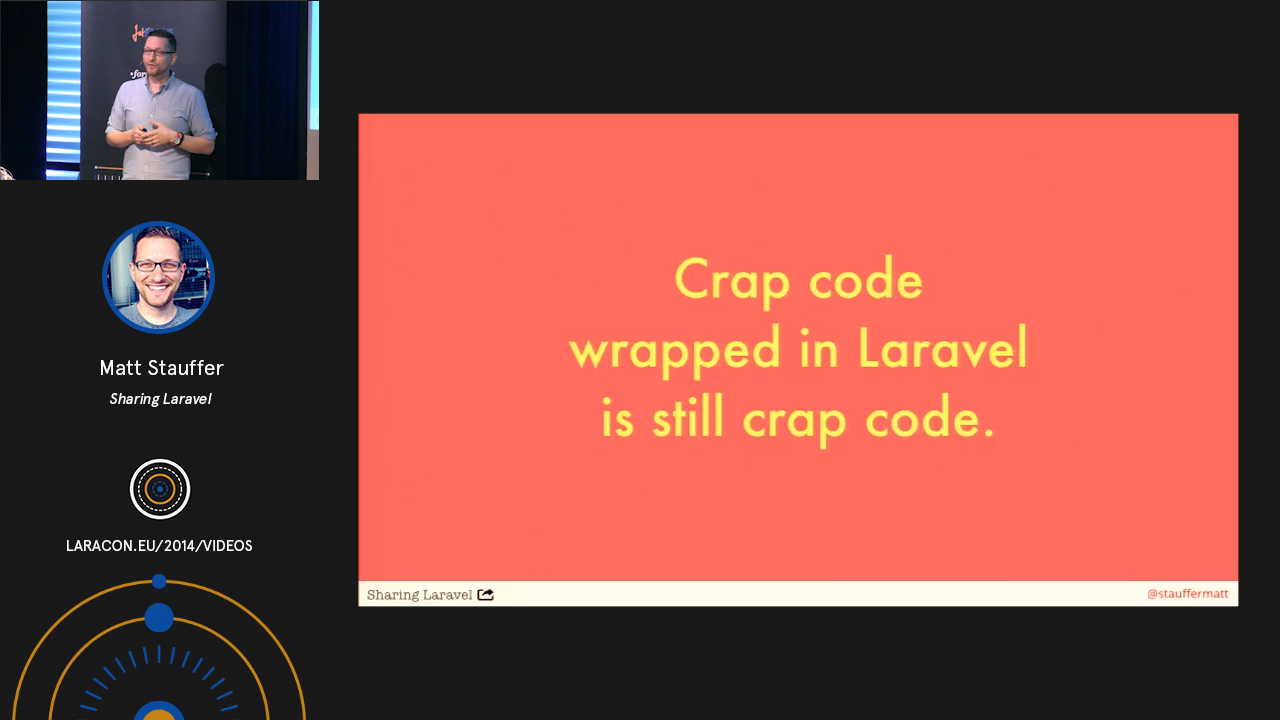 Matt Stauffer
Sharing Laravel
LARACON.EU/2014/VIDEOS
Crap code
wrapped in Laravel
is still crap code.
Sharing Laravel
@stauffermatt